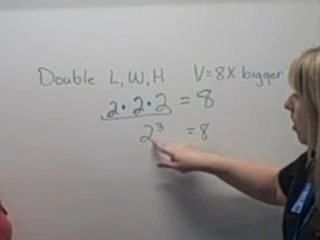 Double L, W, H V=8X bigger
2·2·2 = 8
2³ = 8